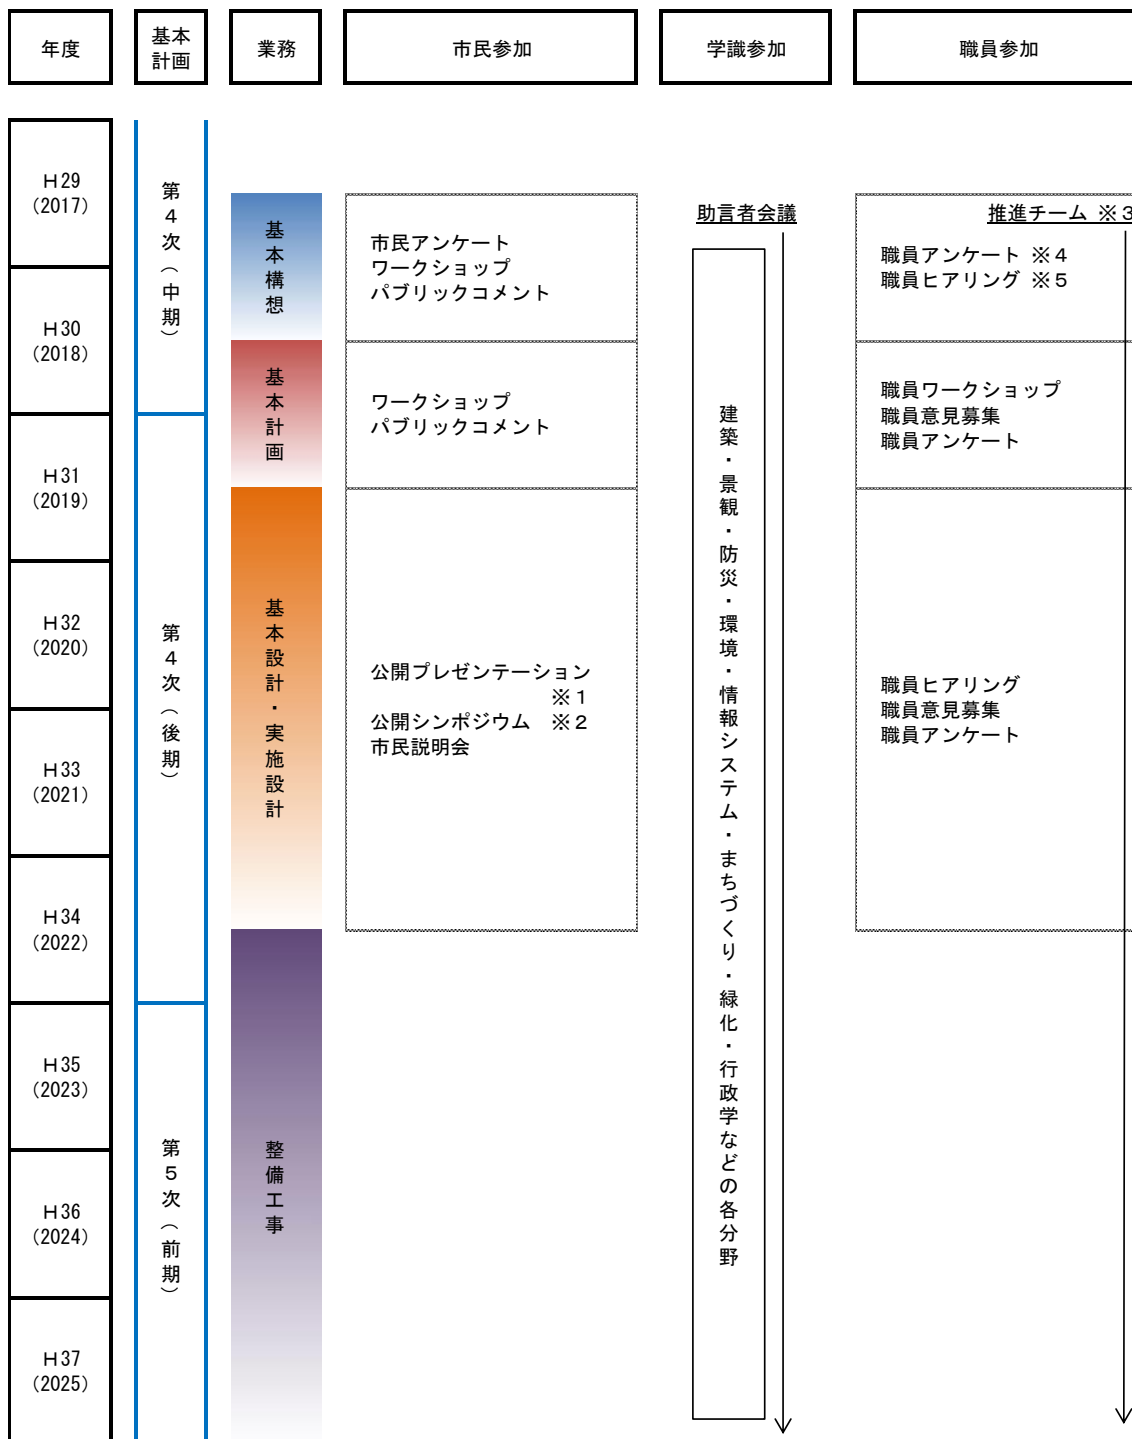 年度
基本
計画
業務
市民参加
学識参加
職員参加
H29
(2017)
H30
(2018)
H31
(2019)
H32
(2020)
H33
(2021)
H34
(2022)
H35
(2023)
H36
(2024)
H37
(2025)
第4次(中期)
第4次(後期)
第5次(前期)
基本構想
基本計画
基本設計・実施設計
整備工事
市民アンケート
ワークショップ
パブリックコメント
ワークショップ
パブリックコメント
公開プレゼンテーション
※1
公開シンポジウム ※2
市民説明会
助言者会議
建築・景観・防災・環境・情報システム・まちづくり・緑化・行政学などの各分野
推進チーム ※3
職員アンケート ※4
職員ヒアリング ※5
職員ワークショップ
職員意見募集
職員アンケート
職員ヒアリング
職員意見募集
職員アンケート